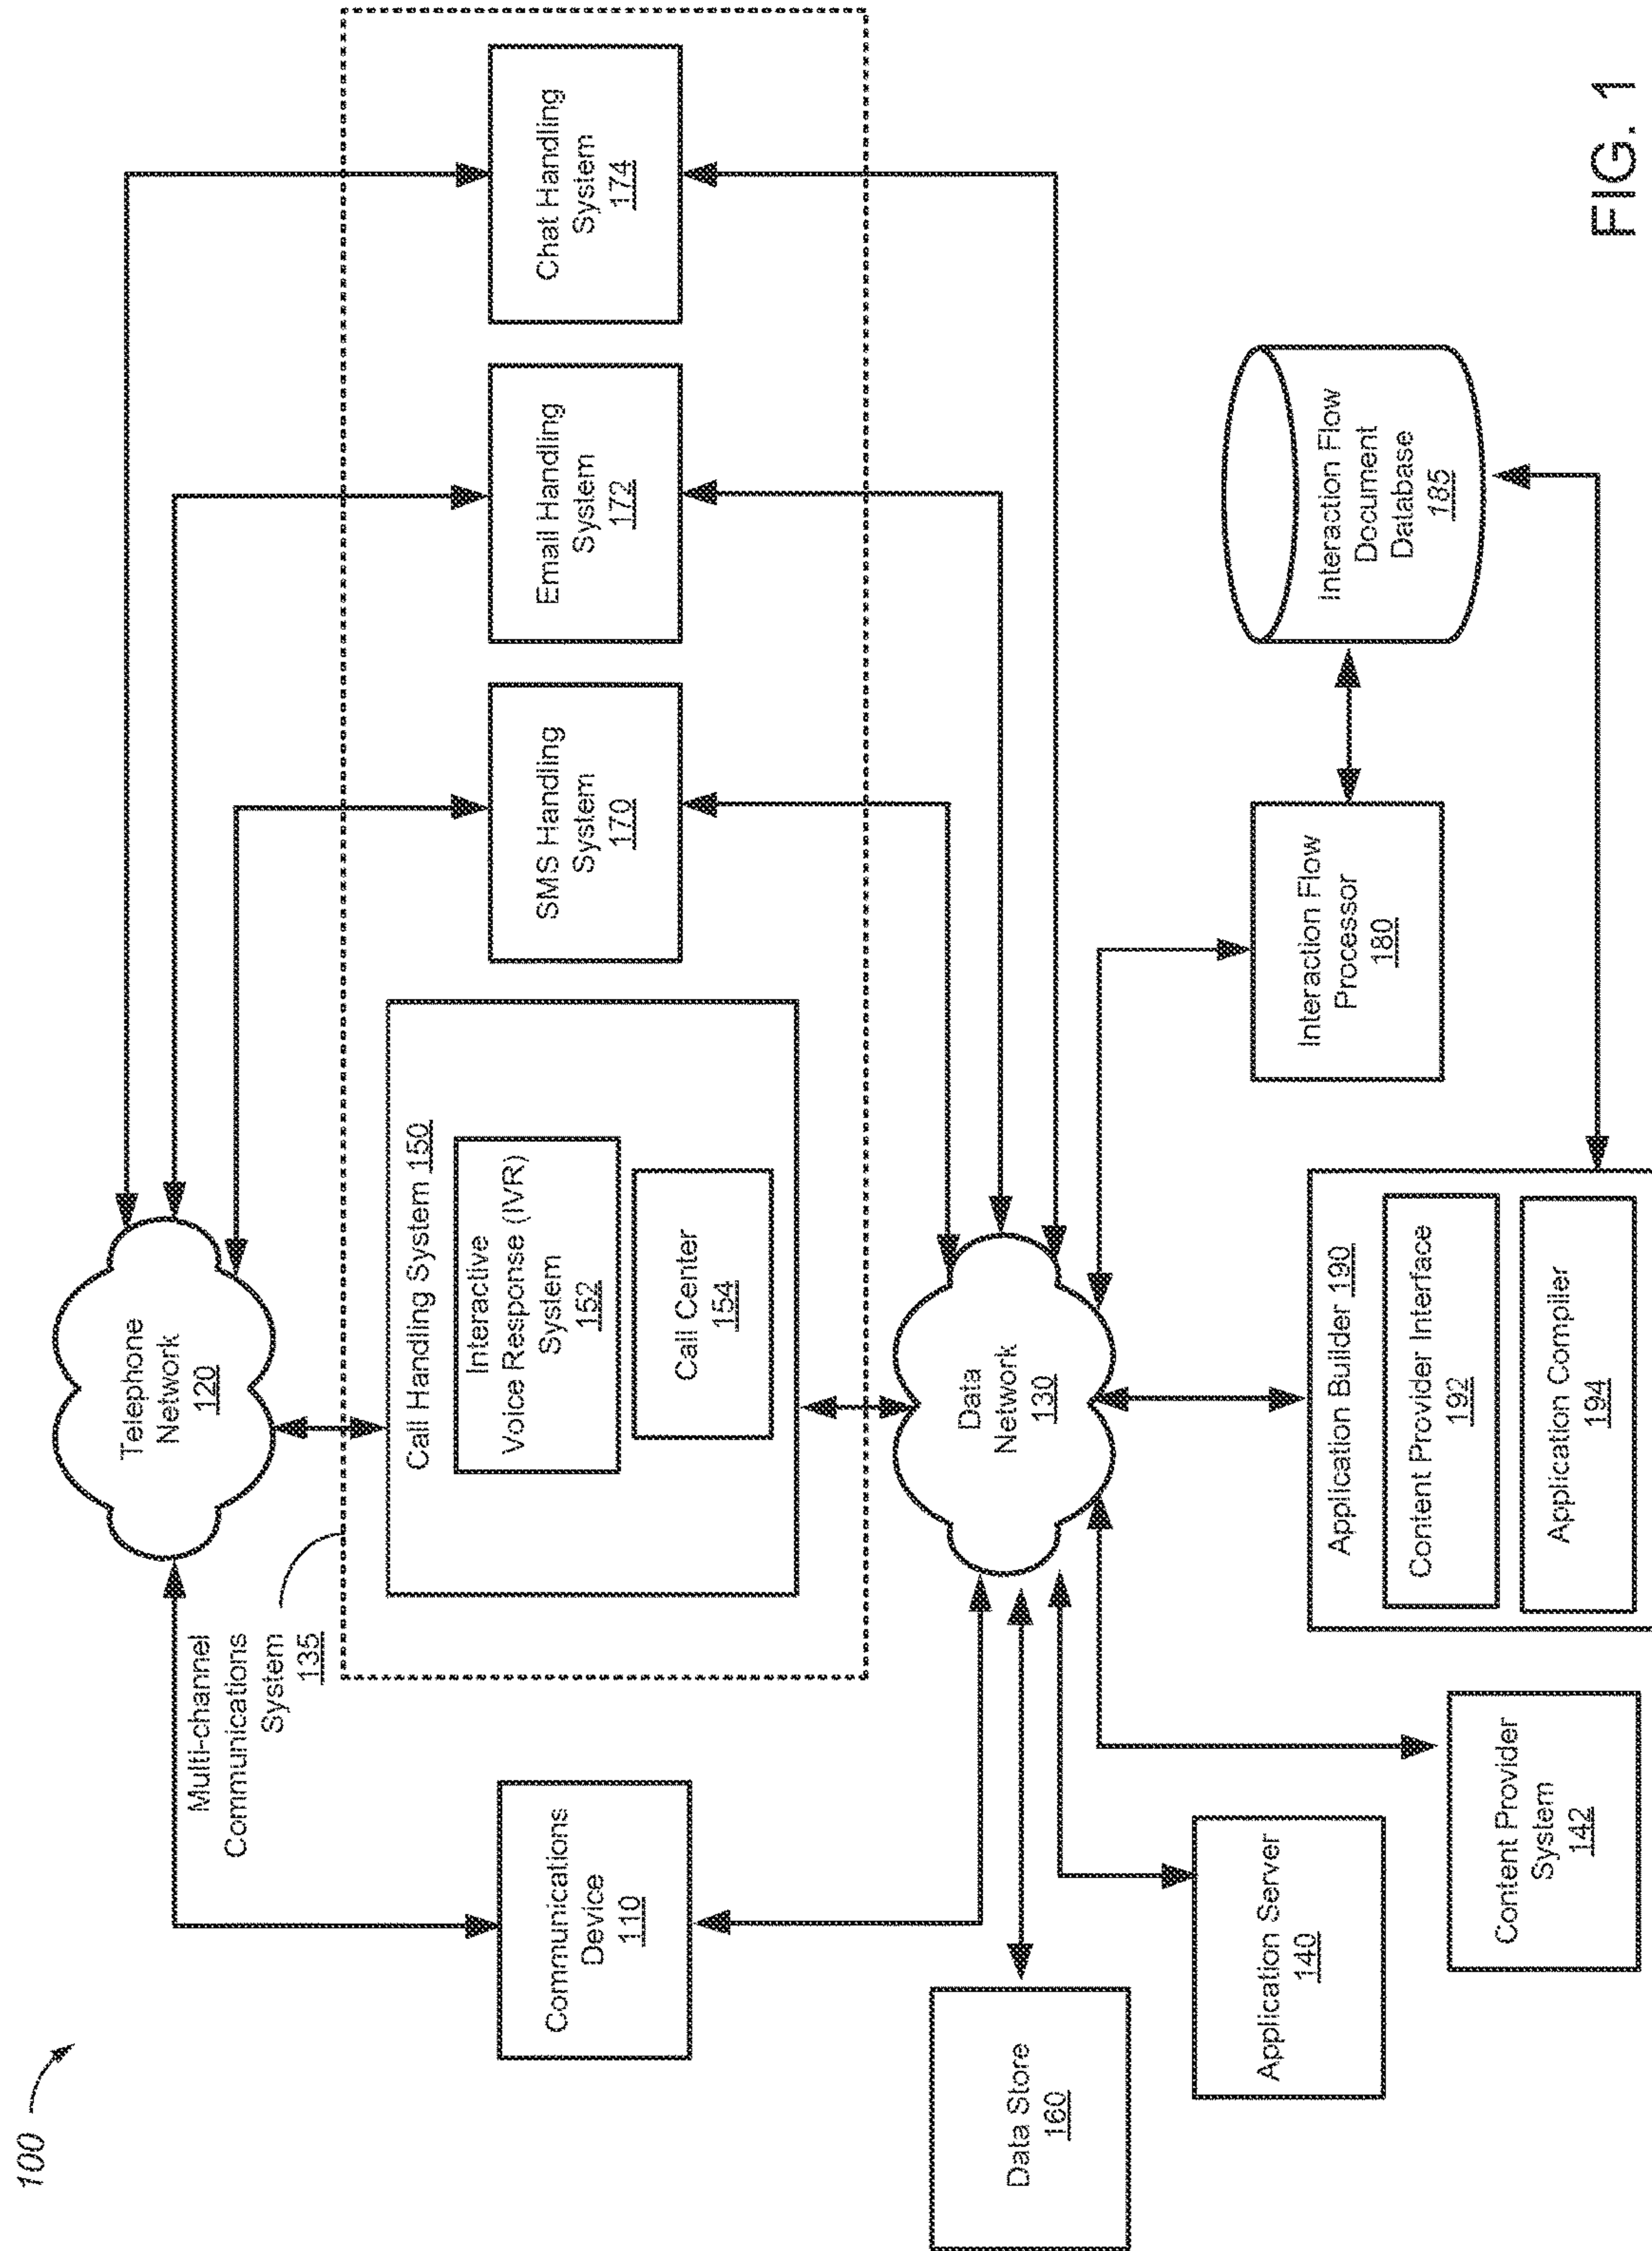 100
Telephone
Network
120
Multi-channel
Communications
System
135
Call Handling System 150
Interactive
Voice Response (IVR)
System
152
Call Center
154
SMS Handling
System
170
Email Handling
System
172
Chat Handling
System
174
Communications
Device
110
Data
Network
130
Data Store
160
Application Server
140
Content Provider
System
142
Application Builder 190
Content Provider Interface
192
Application Compiler
194
Interaction Flow
Processor
180
Interaction Flow
Document
Database
185
FIG. 1